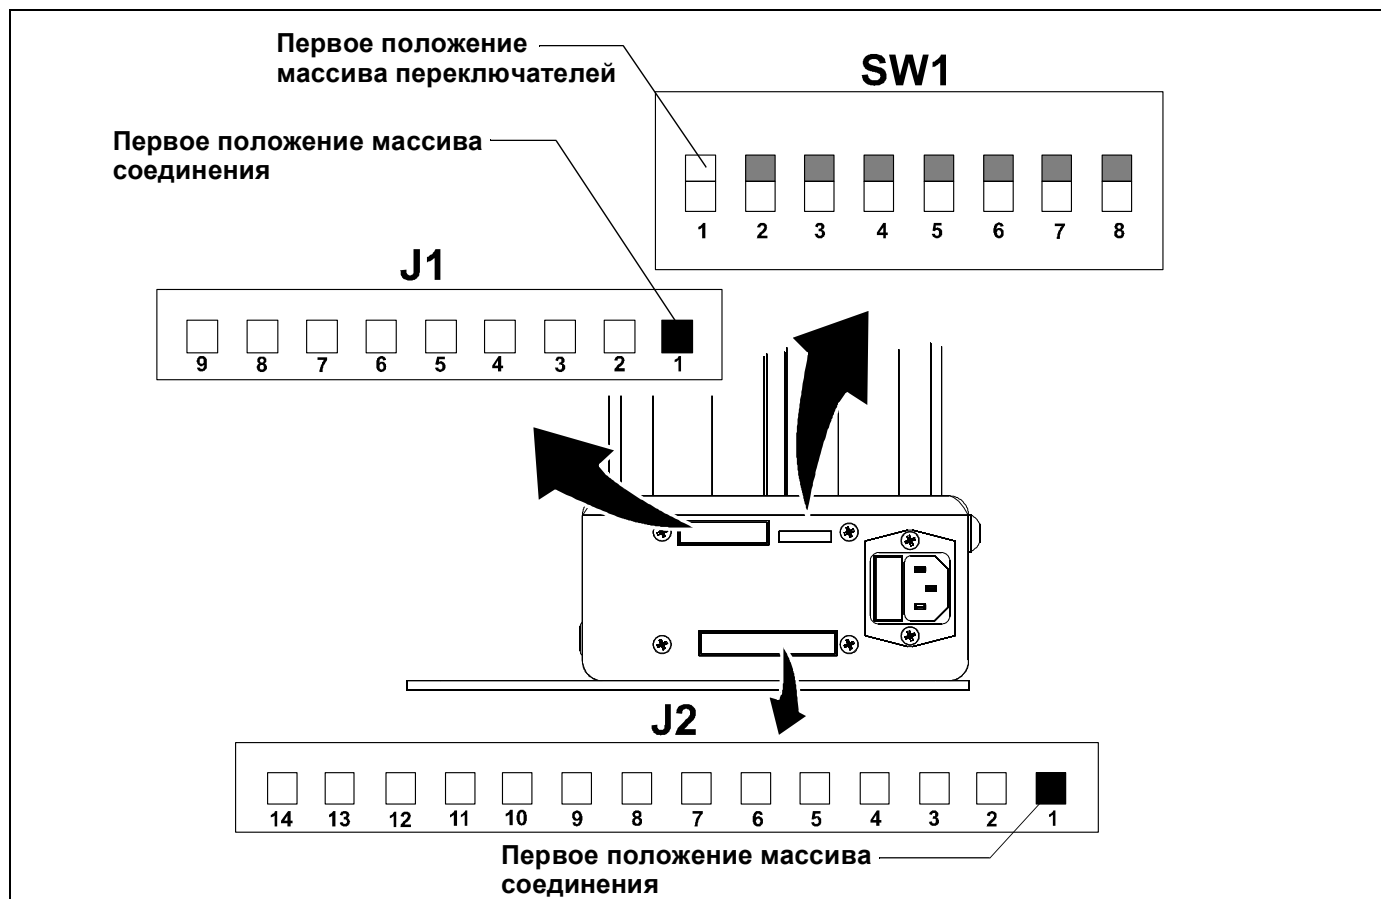 Первое положение
массива переключателей
SW1
1 2 3 4 5 6 7 8
Первое положение массива
соединения
J1
9 8 7 6 5 4 3 2 1
J2
14 13 12 11 10 9 8 7 6 5 4 3 2 1
Первое положение массива
соединения